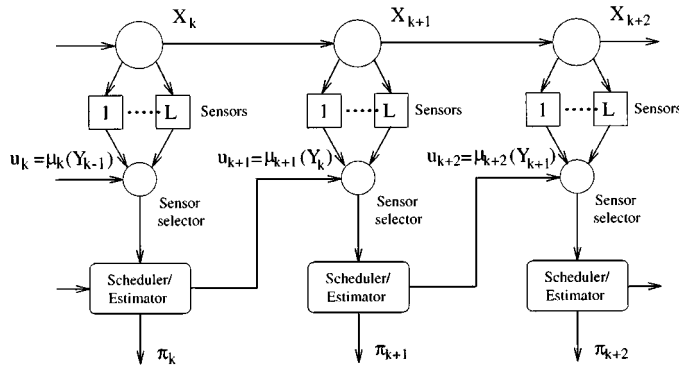 X_k X_{k+1} X_{k+2}
1 ...... L Sensors 1 ...... L Sensors 1 ...... L Sensors
u_k = μ_k(Y_{k-1}) u_{k+1} = μ_{k+1}(Y_k) u_{k+2} = μ_{k+2}(Y_{k+1})
Sensor selector
Sensor selector
Sensor selector
Scheduler/
Estimator
Scheduler/
Estimator
Scheduler/
Estimator
π_k π_{k+1} π_{k+2}